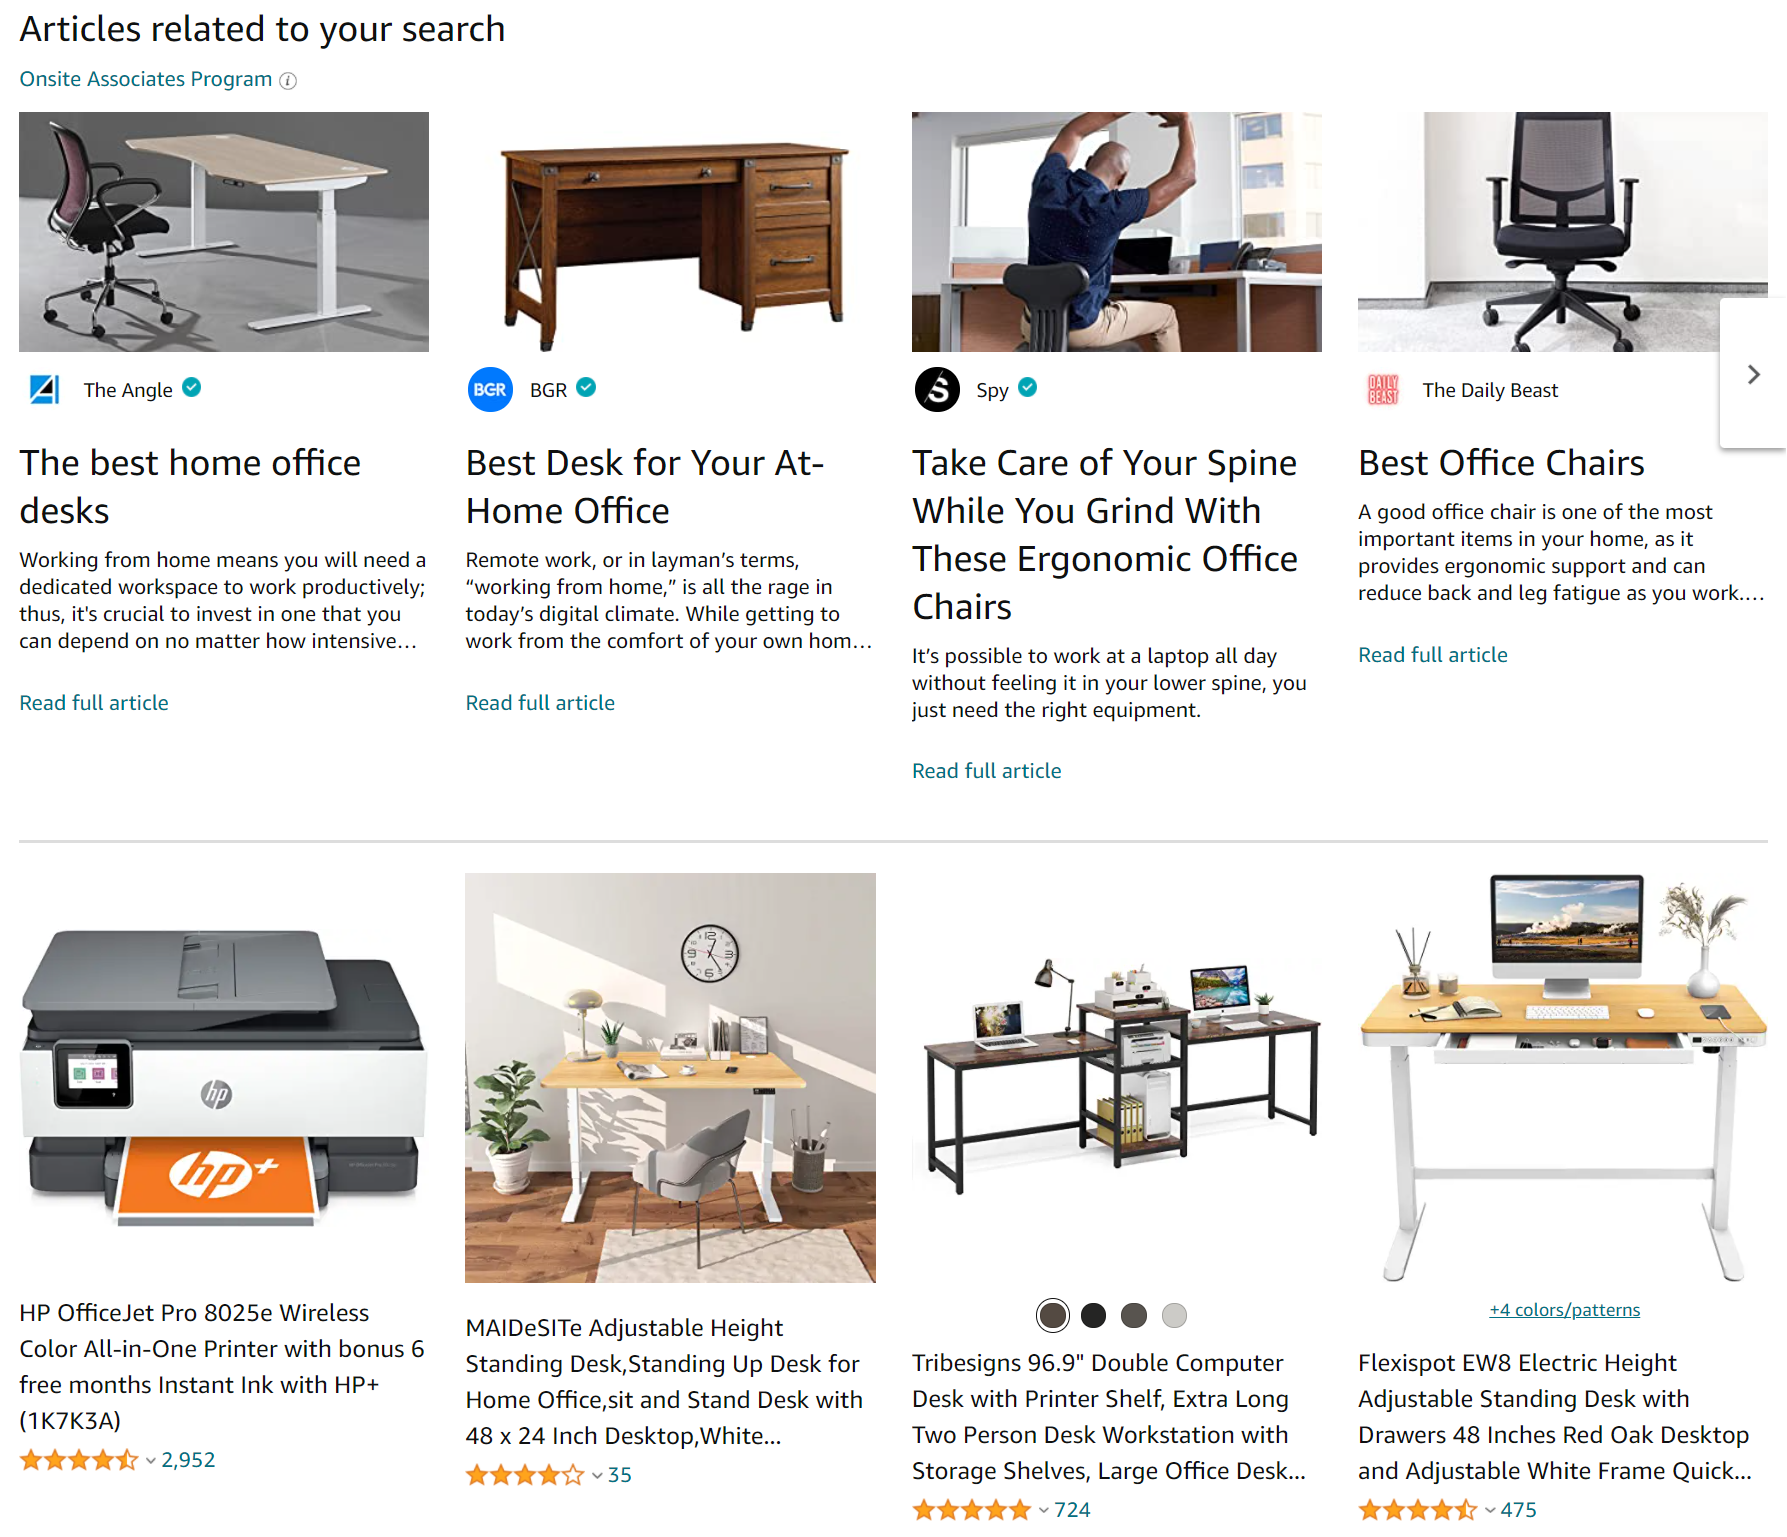 Articles related to your search
Onsite Associates Program
The Angle
The best home office
desks
Working from home means you will need a
dedicated workspace to work productively;
thus, it's crucial to invest in one that you
can depend on no matter how intensive…
Read full article
BGR
BGR
Best Desk for Your At-
Home Office
Remote work, or in layman’s terms,
“working from home,” is all the rage in
today’s digital climate. While getting to
work from the comfort of your own hom…
Read full article
S
Spy
Take Care of Your Spine
While You Grind With
These Ergonomic Office
Chairs
It’s possible to work at a laptop all day
without feeling it in your lower spine, you
just need the right equipment.
Read full article
DAILY
BEAST
The Daily Beast
Best Office Chairs
A good office chair is one of the most
important items in your home, as it
provides ergonomic support and can
reduce back and leg fatigue as you work.…
Read full article
hp
hp+
HP OfficeJet Pro 8025e Wireless
Color All-in-One Printer with bonus 6
free months Instant Ink with HP+
(1K7K3A)
2,952
MAIDeSITe Adjustable Height
Standing Desk,Standing Up Desk for
Home Office,sit and Stand Desk with
48 x 24 Inch Desktop,White…
35
Tribesigns 96.9" Double Computer
Desk with Printer Shelf, Extra Long
Two Person Desk Workstation with
Storage Shelves, Large Office Desk…
724
+4 colors/patterns
Flexispot EW8 Electric Height
Adjustable Standing Desk with
Drawers 48 Inches Red Oak Desktop
and Adjustable White Frame Quick…
475